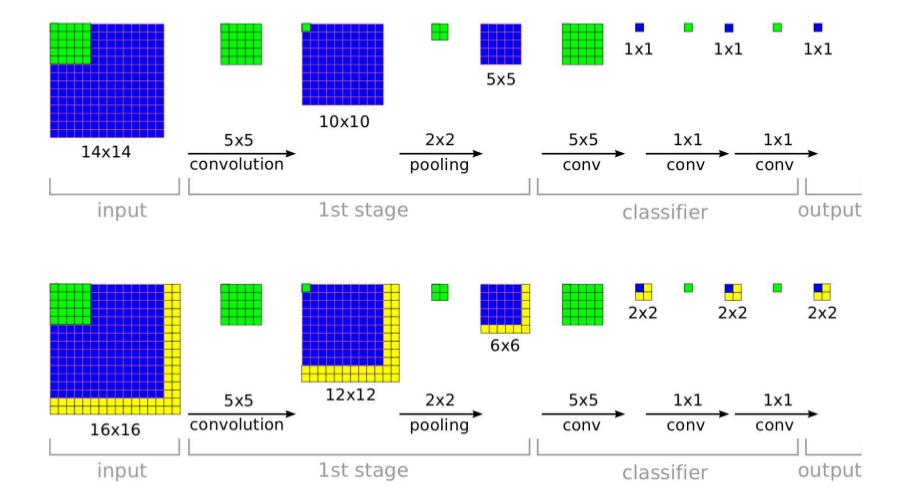 1x1 1x1 1x1
5x5
10x10
14x14
5x5 2x2 5x5 1x1 1x1
convolution pooling conv conv conv
input 1st stage classifier output
2x2 2x2 2x2
6x6
12x12
16x16
5x5 2x2 5x5 1x1 1x1
convolution pooling conv conv conv
input 1st stage classifier output